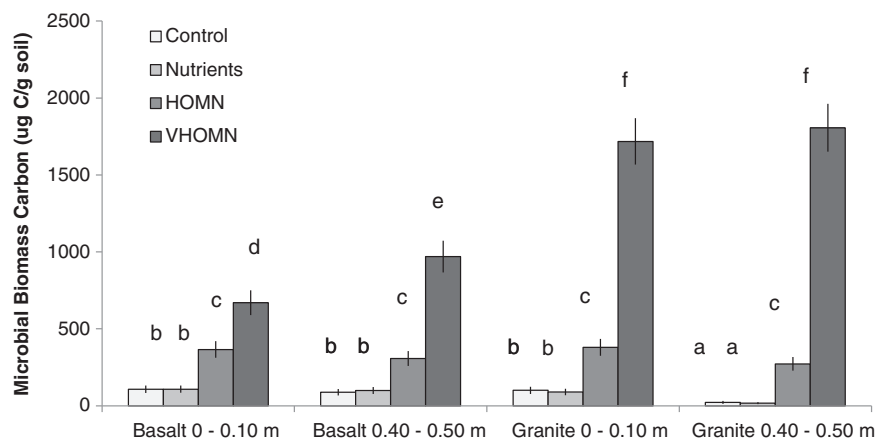 2500
2000
1500
1000
500
0
Microbial Biomass Carbon (ug C/g soil)
Control
Nutrients
HOMN
VHOMN
b b c d
b b c e
b b c f
a a c f
Basalt 0 - 0.10 m
Basalt 0.40 - 0.50 m
Granite 0 - 0.10 m
Granite 0.40 - 0.50 m